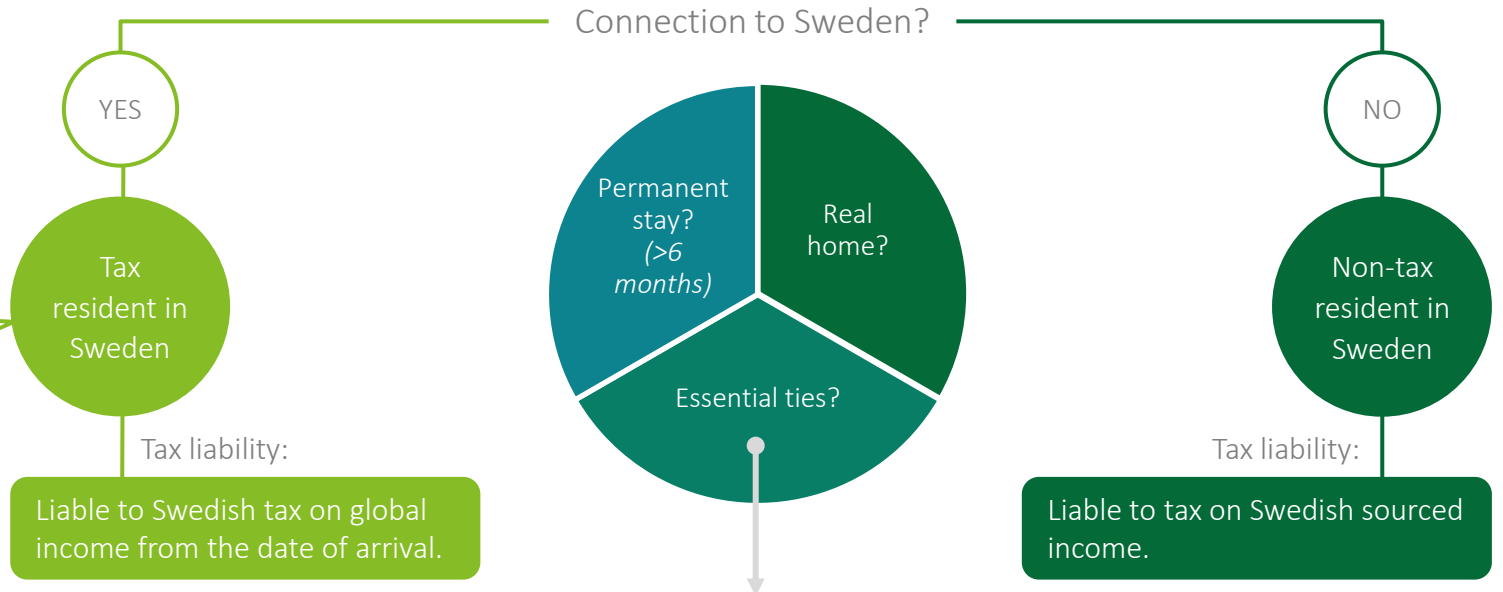 Connection to Sweden?
YES
NO
Permanent
stay?
(>6
months)
Real
home?
Essential ties?
Tax
resident in
Sweden
Non-tax
resident in
Sweden
Tax liability:
Tax liability:
Liable to Swedish tax on global
income from the date of arrival.
Liable to tax on Swedish sourced
income.